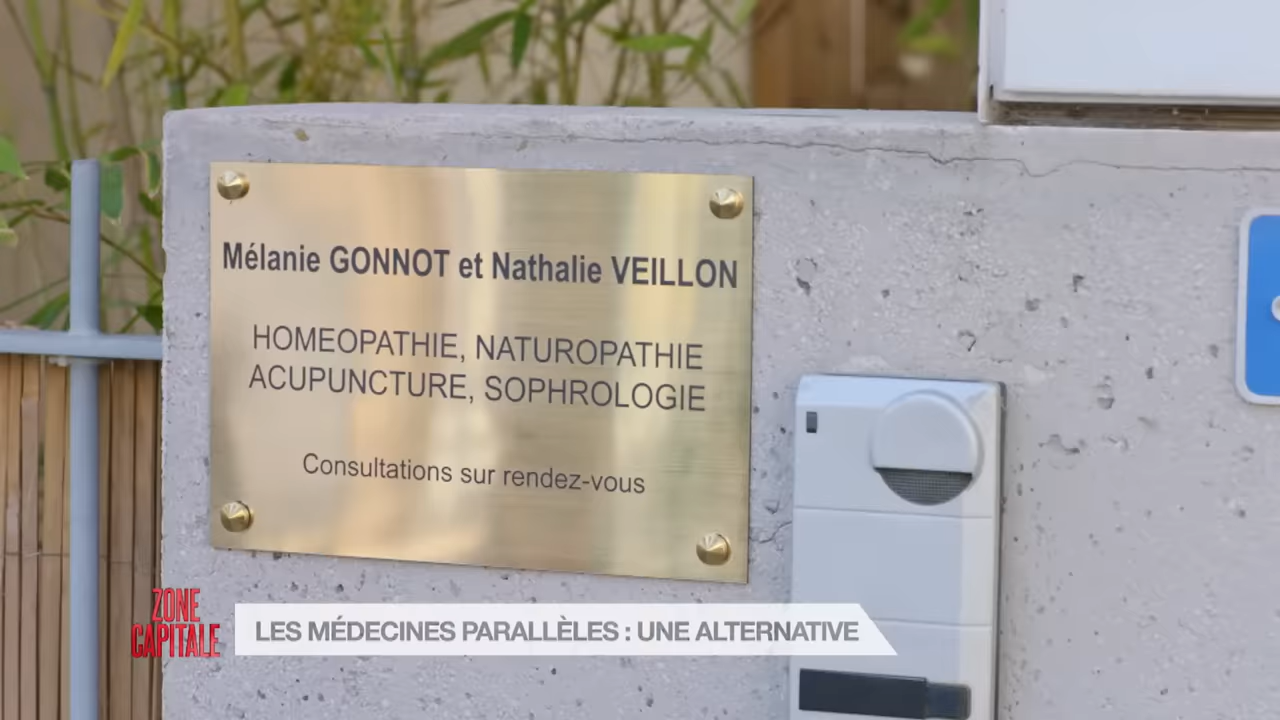 Mélanie GONNOT et Nathalie VEILLON
HOMEOPATHIE, NATUROPATHIE
ACUPUNCTURE, SOPHROLOGIE
Consultations sur rendez-vous
ZONE
CAPITALE
LES MÉDECINES PARALLÈLES : UNE ALTERNATIVE